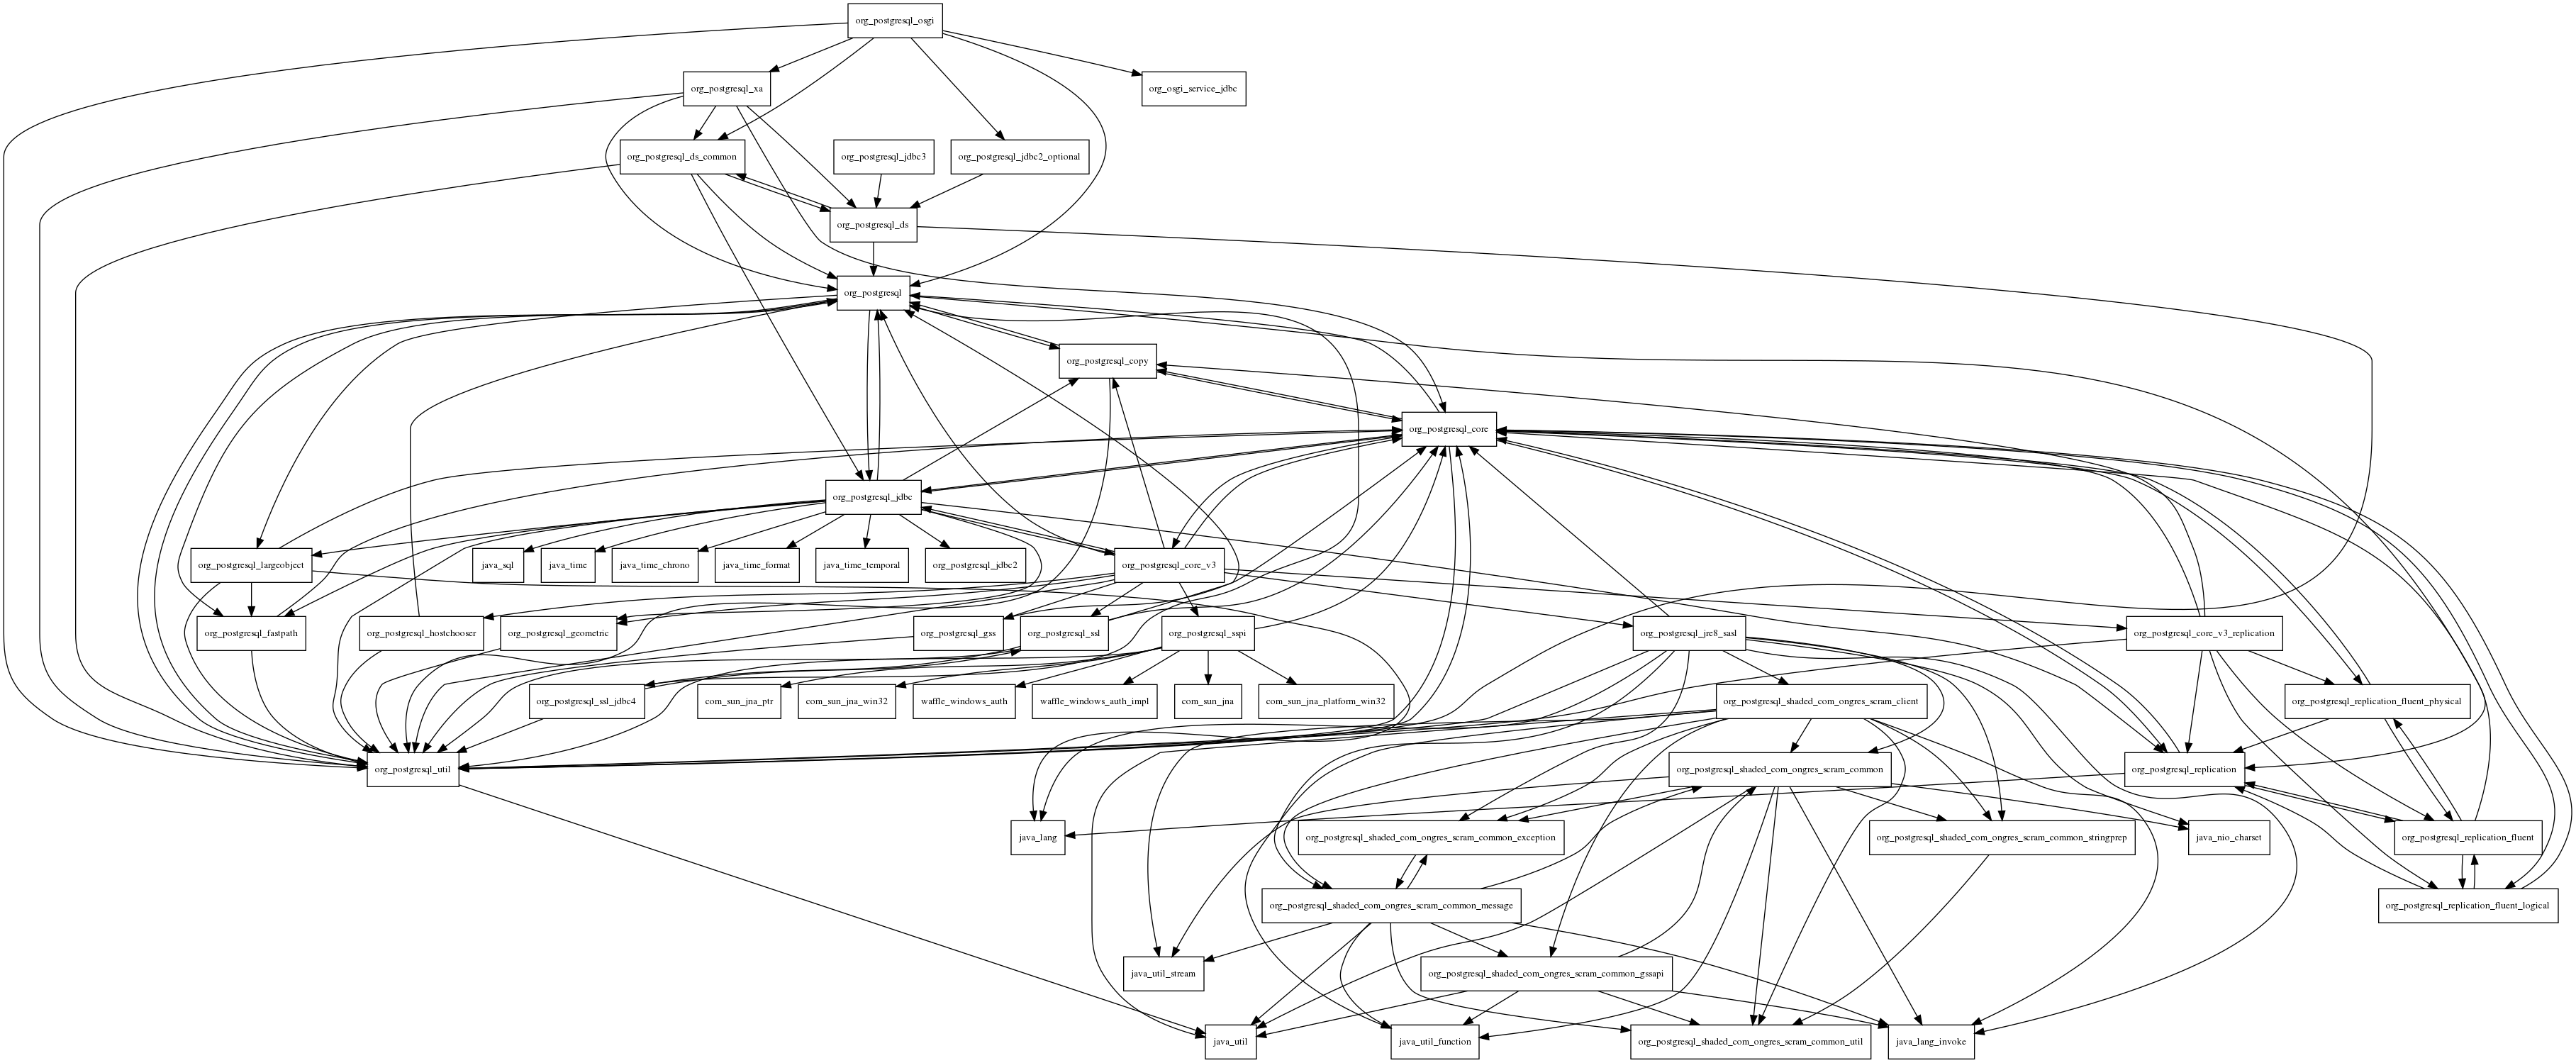 org_postgresql_osgi
org_postgresql_xa
org_osgi_service_jdbc
org_postgresql_ds_common
org_postgresql_jdbc3
org_postgresql_jdbc2_optional
org_postgresql_ds
org_postgresql
org_postgresql_copy
org_postgresql_core
org_postgresql_jdbc
org_postgresql_largeobject
java_sql
java_time
java_time_chrono
java_time_format
java_time_temporal
org_postgresql_jdbc2
org_postgresql_core_v3
org_postgresql_fastpath
org_postgresql_hostchooser
org_postgresql_geometric
org_postgresql_gss
org_postgresql_ssl
org_postgresql_sspi
org_postgresql_jre8_sasl
org_postgresql_core_v3_replication
org_postgresql_ssl_jdbc4
com_sun_jna_ptr
com_sun_jna_win32
waffle_windows_auth
waffle_windows_auth_impl
com_sun_jna
com_sun_jna_platform_win32
org_postgresql_shaded_com_ongres_scram_client
org_postgresql_replication_fluent_physical
org_postgresql_util
org_postgresql_shaded_com_ongres_scram_common
org_postgresql_replication
java_lang
org_postgresql_shaded_com_ongres_scram_common_exception
org_postgresql_shaded_com_ongres_scram_common_stringprep
java_nio_charset
org_postgresql_replication_fluent
org_postgresql_shaded_com_ongres_scram_common_message
org_postgresql_replication_fluent_logical
java_util_stream
org_postgresql_shaded_com_ongres_scram_common_gssapi
java_util
java_util_function
org_postgresql_shaded_com_ongres_scram_common_util
java_lang_invoke